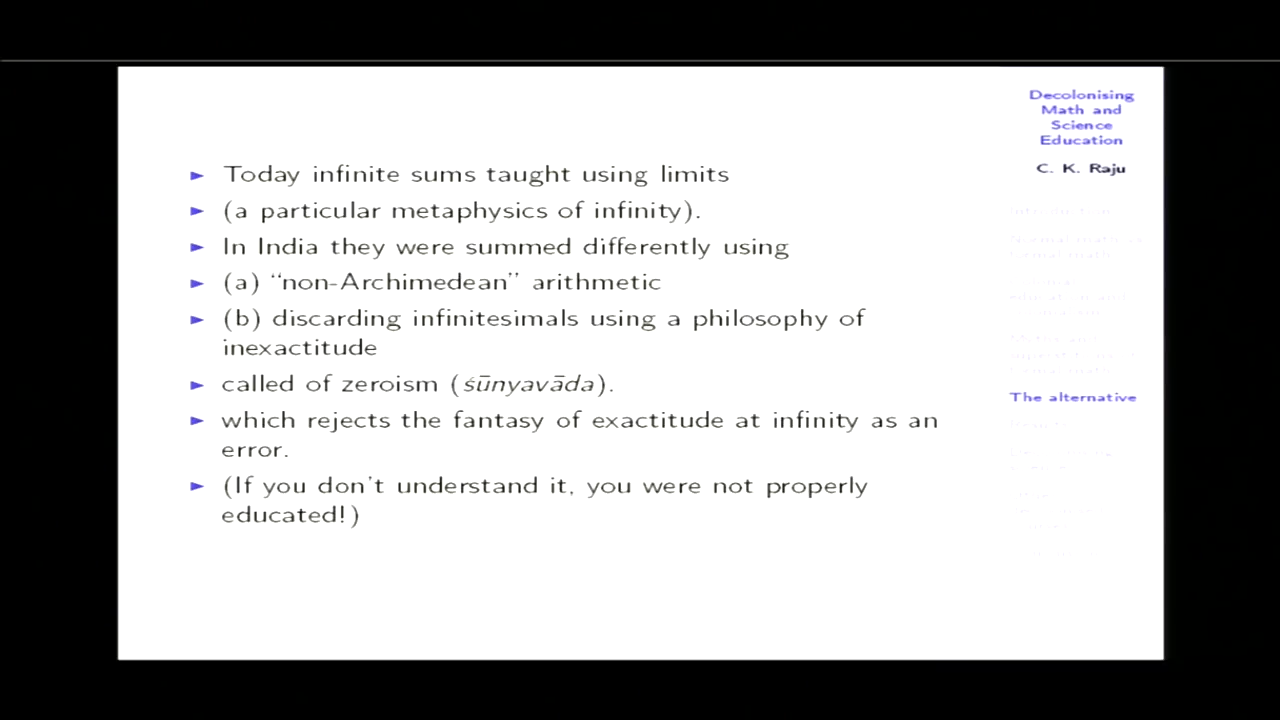 Decolonising
Math and
Science
Education
C. K. Raju
The alternative
► Today infinite sums taught using limits
► (a particular metaphysics of infinity).
► In India they were summed differently using
► (a) “non-Archimedean” arithmetic
► (b) discarding infinitesimals using a philosophy of
inexactitude
► called of zeroism (śūnyavāda).
► which rejects the fantasy of exactitude at infinity as an
error.
► (If you don't understand it, you were not properly
educated!)